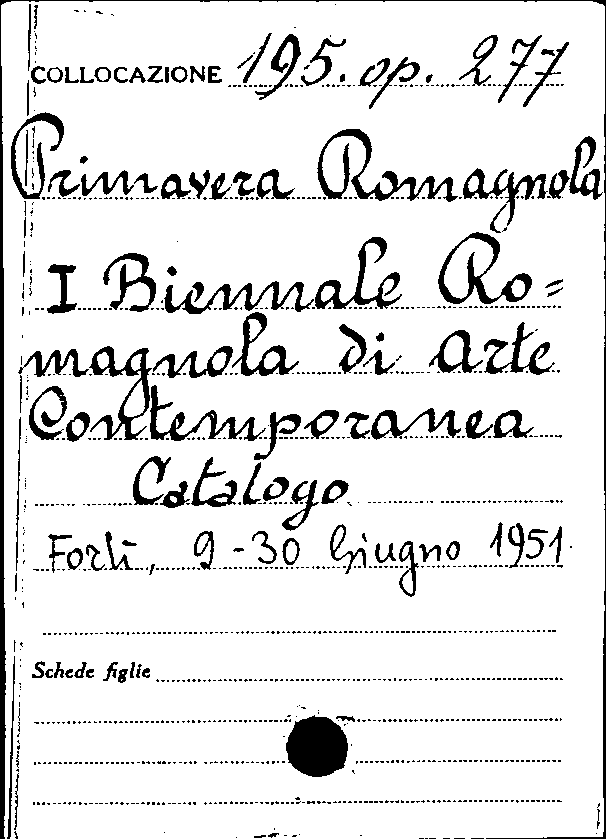 COLLOCAZIONE 195. op. 277
Primavera Romagnola
I Biennale Ro=
magnola di Arte
Contemporanea
Catalogo
Forlì, 9-30 Giugno 1951
Schede figlie